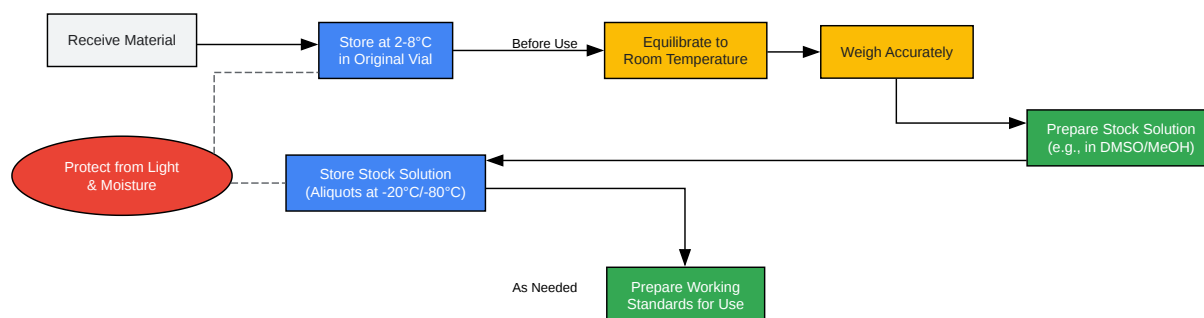 Receive Material
Store at 2-8°C
in Original Vial
Before Use
Equilibrate to
Room Temperature
Weigh Accurately
Prepare Stock Solution
(e.g., in DMSO/MeOH)
Protect from Light
& Moisture
Store Stock Solution
(Aliquots at -20°C/-80°C)
As Needed
Prepare Working
Standards for Use